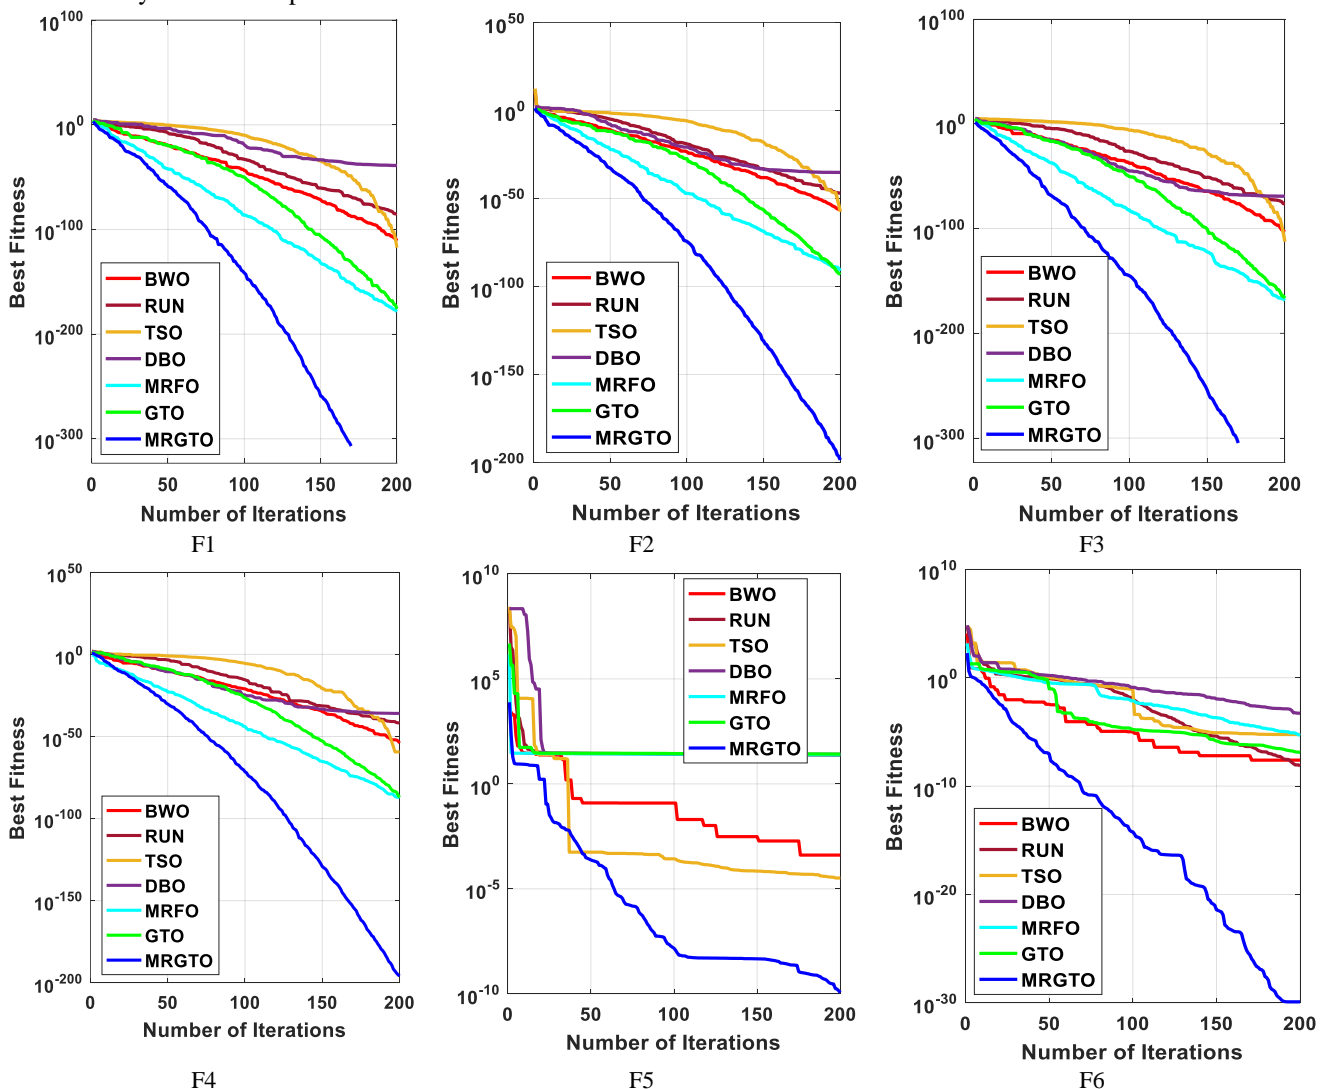 10^100
10^0
10^-100
10^-200
10^-300
Best Fitness
BWO
RUN
TSO
DBO
MRFO
GTO
MRGTO
0 50 100 150 200
Number of Iterations
F1
10^50
10^0
10^-50
10^-100
10^-150
10^-200
Best Fitness
BWO
RUN
TSO
DBO
MRFO
GTO
MRGTO
0 50 100 150 200
Number of Iterations
F2
10^100
10^0
10^-100
10^-200
10^-300
Best Fitness
BWO
RUN
TSO
DBO
MRFO
GTO
MRGTO
0 50 100 150 200
Number of Iterations
F3
10^50
10^0
10^-50
10^-100
10^-150
10^-200
Best Fitness
BWO
RUN
TSO
DBO
MRFO
GTO
MRGTO
0 50 100 150 200
Number of Iterations
F4
10^10
10^5
10^0
10^-5
10^-10
Best Fitness
BWO
RUN
TSO
DBO
MRFO
GTO
MRGTO
0 50 100 150 200
Number of Iterations
F5
10^10
10^0
10^-10
10^-20
10^-30
Best Fitness
BWO
RUN
TSO
DBO
MRFO
GTO
MRGTO
0 50 100 150 200
Number of Iterations
F6